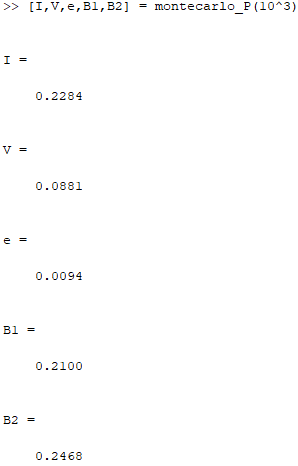 >> [I,V,e,B1,B2] = montecarlo_P(10^3)
I =
0.2284
V =
0.0881
e =
0.0094
B1 =
0.2100
B2 =
0.2468